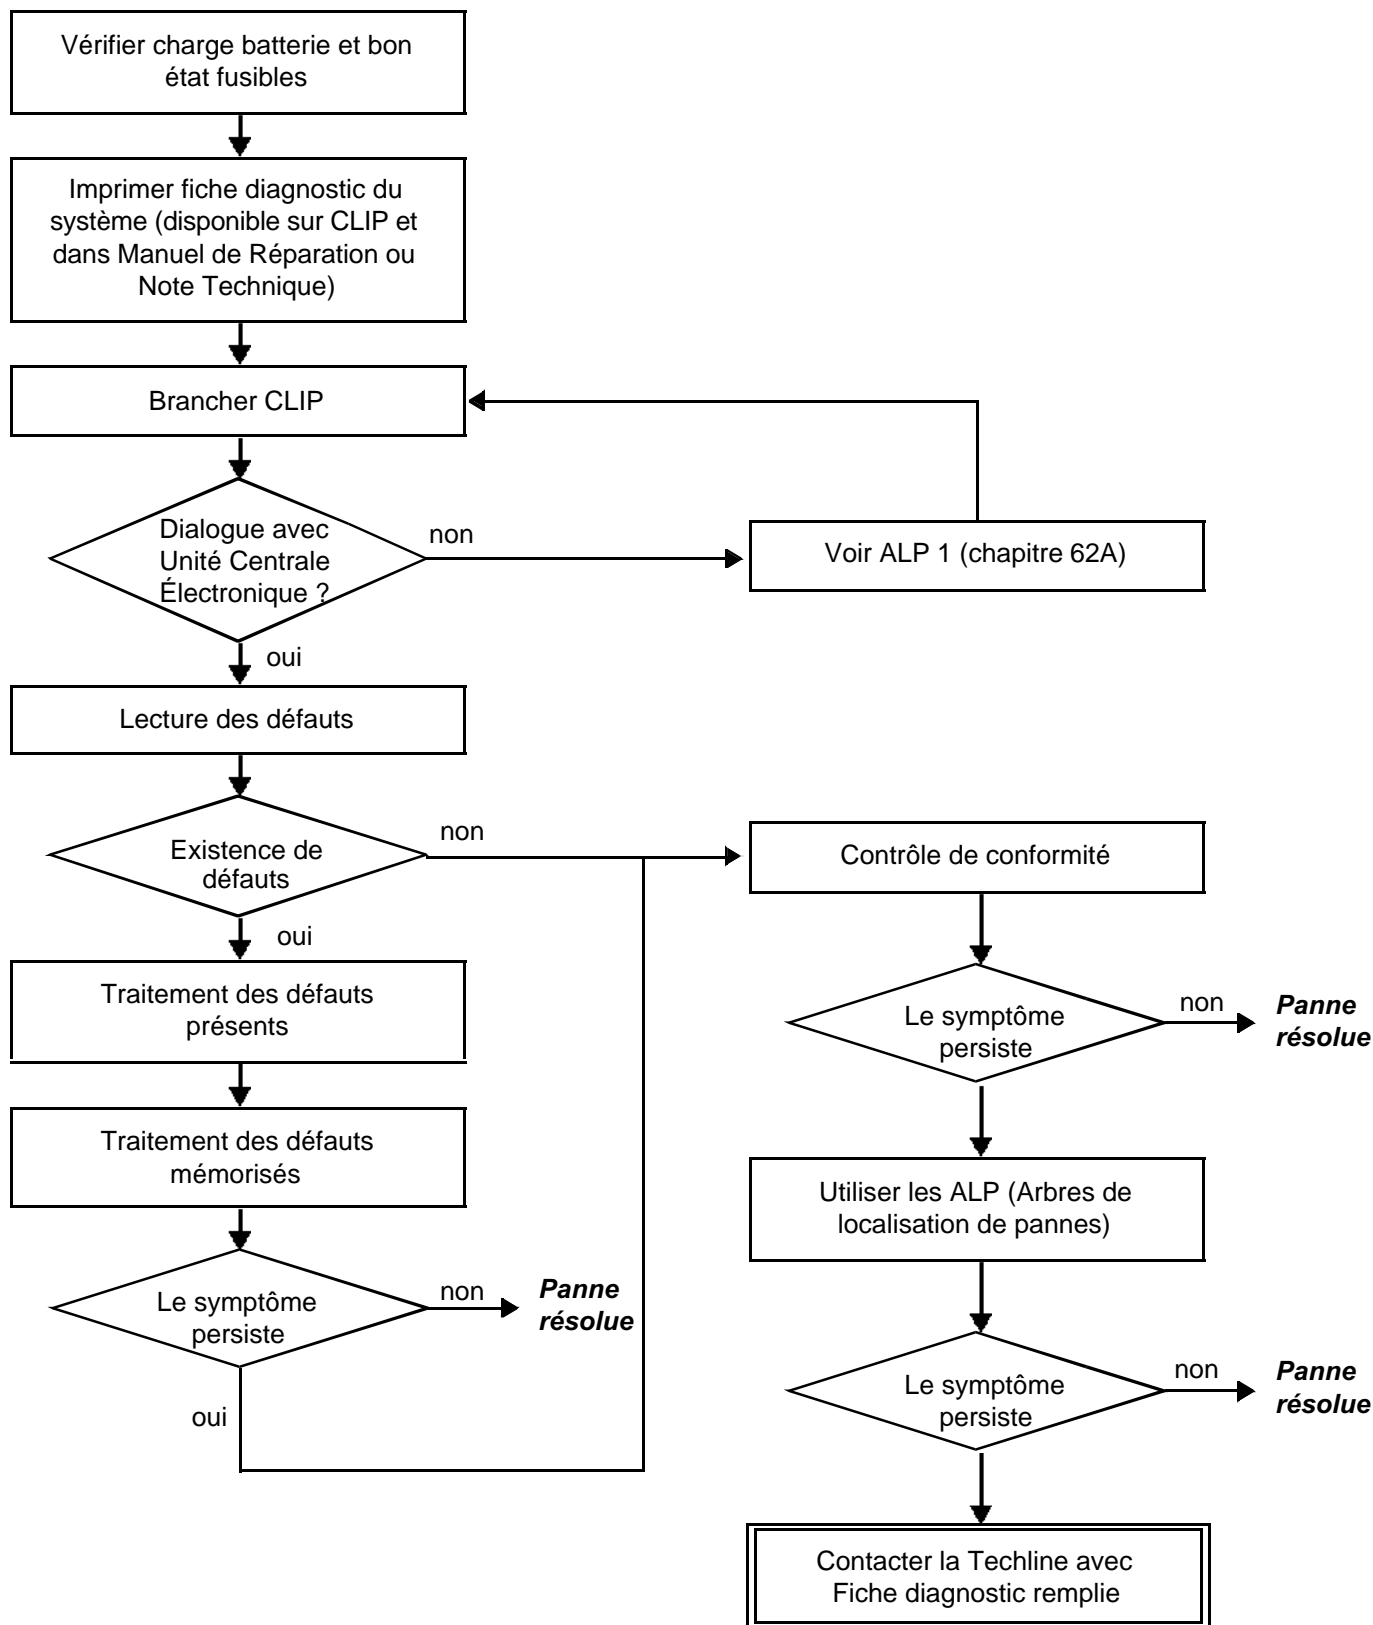 Vérifier charge batterie et bon
état fusibles
Imprimer fiche diagnostic du
système (disponible sur CLIP et
dans Manuel de Réparation ou
Note Technique)
Brancher CLIP
Dialogue avec
Unité Centrale
Électronique ?
non
Voir ALP 1 (chapitre 62A)
oui
Lecture des défauts
Existence de
défauts
non
Contrôle de conformité
oui
Traitement des défauts
présents
Le symptôme
persiste
non
Panne
résolue
Traitement des défauts
mémorisés
Utiliser les ALP (Arbres de
localisation de pannes)
Le symptôme
persiste
non
Panne
résolue
oui
Le symptôme
persiste
non
Panne
résolue
Contacter la Techline avec
Fiche diagnostic remplie